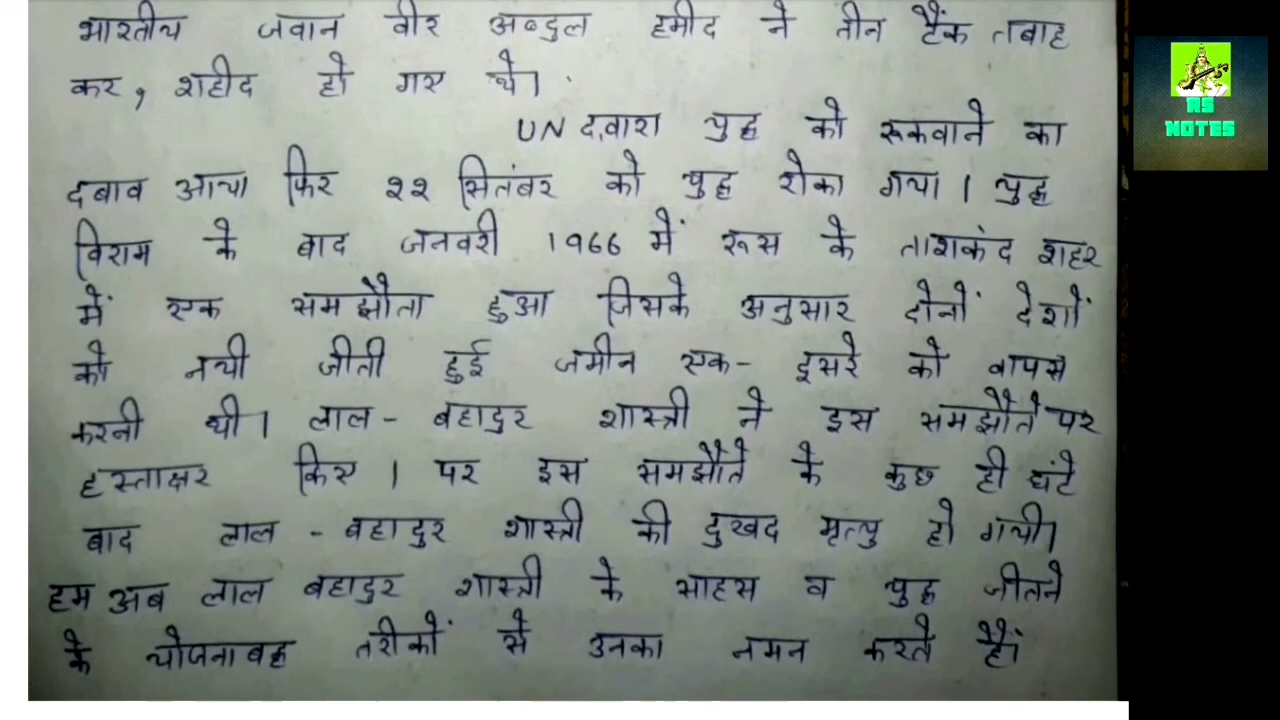 भारतीय जवान वीर अब्दुल हमीद ने तीन टैंक तबाह
कर, शहीद हो गए थे।
UN द्वारा युद्ध को रूकवाने का
दबाव आया फिर २२ सितंबर को युद्ध रोका गया। युद्ध
विराम के बाद जनवरी 1966 में रूस के ताशकंद शहर
में एक समझौता हुआ जिसके अनुसार दोनों देशों
को नयी जीती हुई जमीन एक- दूसरे को वापस
करनी थी। लाल - बहादुर शास्त्री ने इस समझौते पर
हस्ताक्षर किए। पर इस समझौते के कुछ ही घंटे
बाद लाल - बहादुर शास्त्री की दुखद मृत्यु हो गयी।
हम अब लाल बहादुर शास्त्री के साहस व युद्ध जीतने
के योजनाबद्ध तरीकों से उनका नमन करते हैं।
RS
NOTES